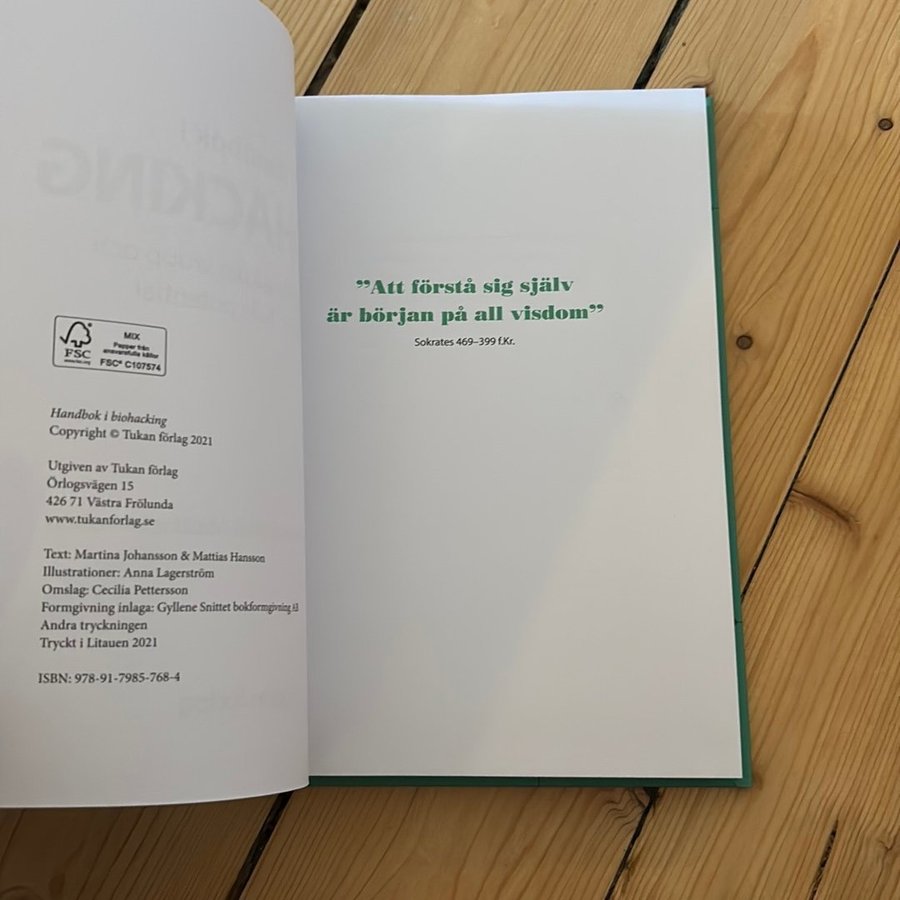 FSC
www.fsc.org
MIX
Papper från
ansvarsfulla källor
FSC® C107574
Handbok i biohacking
Copyright © Tukan förlag 2021
Utgiven av Tukan förlag
Örlogsvägen 15
426 71 Västra Frölunda
www.tukanforlag.se
Text: Martina Johansson & Mattias Hansson
Illustrationer: Anna Lagerström
Omslag: Cecilia Pettersson
Formgivning inlaga: Gyllene Snittet bokformgivning AB
Andra tryckningen
Tryckt i Litauen 2021
ISBN: 978-91-7985-768-4
”Att förstå sig själv
är början på all visdom”
Sokrates 469–399 f.Kr.